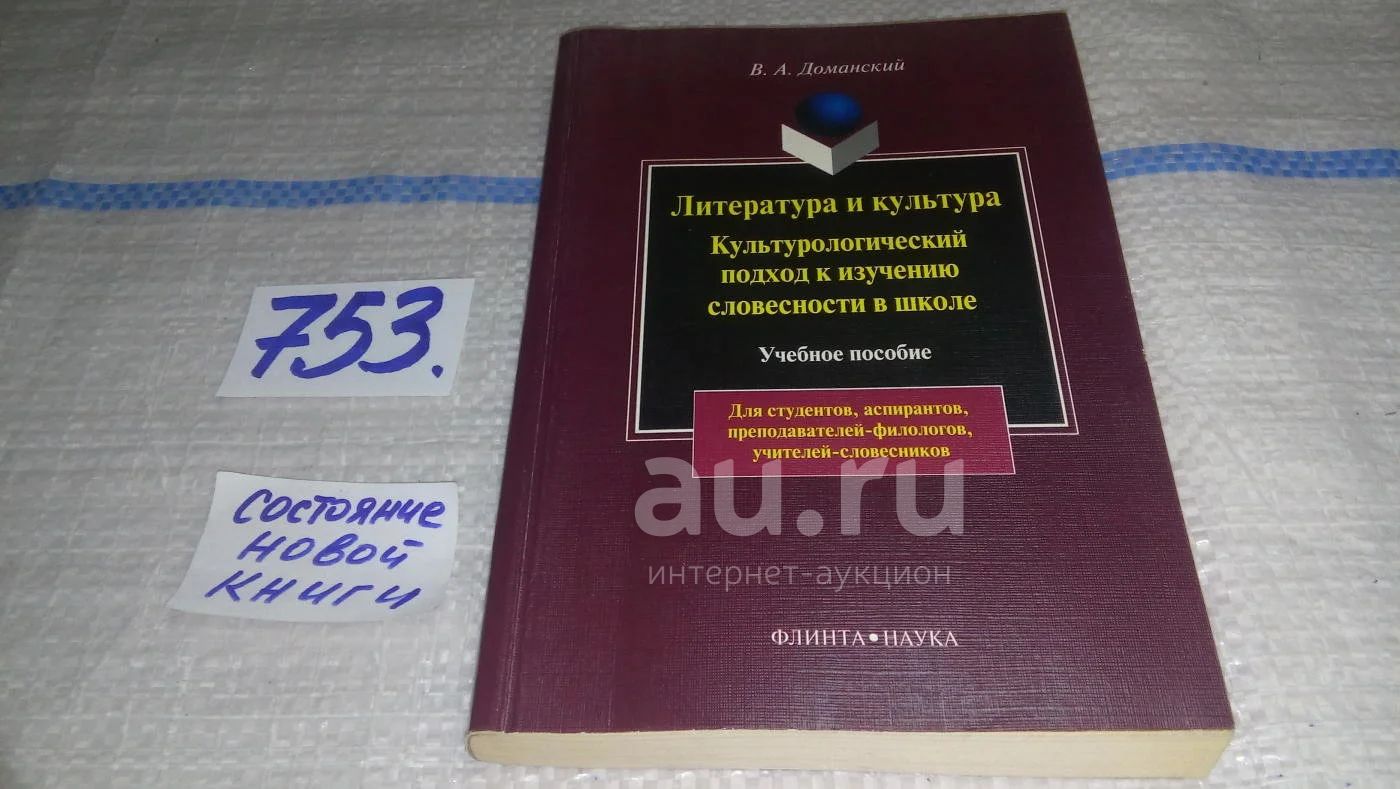 В. А. Доманский
Литература и культура
Культурологический
подход к изучению
словесности в школе
Учебное пособие
Для студентов, аспирантов,
преподавателей-филологов,
учителей-словесников
ФЛИНТА•НАУКА
753.
состояние
новой
книги
au.ru
интернет-аукцион